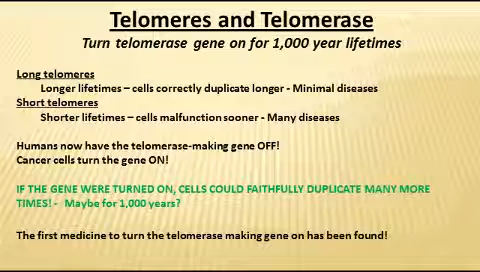 Telomeres and Telomerase
Turn telomerase gene on for 1,000 year lifetimes
Long telomeres
Longer lifetimes – cells correctly duplicate longer - Minimal diseases
Short telomeres
Shorter lifetimes – cells malfunction sooner - Many diseases
Humans now have the telomerase-making gene OFF!
Cancer cells turn the gene ON!
IF THE GENE WERE TURNED ON, CELLS COULD FAITHFULLY DUPLICATE MANY MORE
TIMES! - Maybe for 1,000 years?
The first medicine to turn the telomerase making gene on has been found!